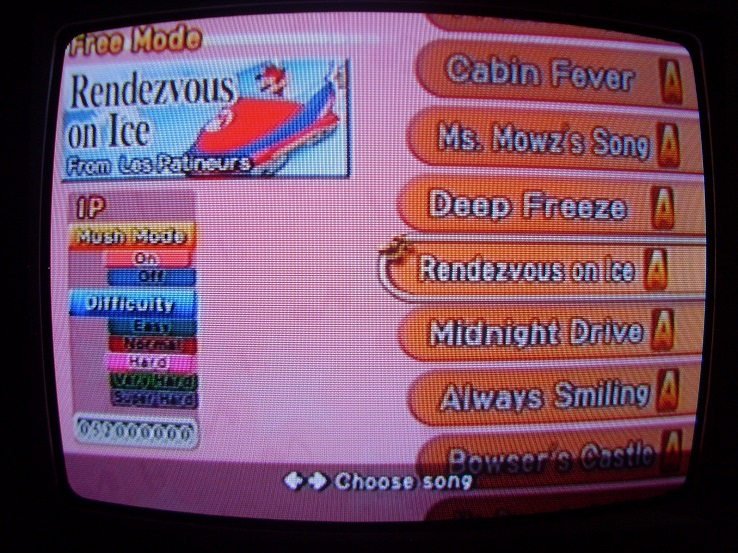 Free Mode
Rendezvous
on Ice
From Les Patineurs
1P
Mush Mode
On
Off
Difficulty
Easy
Normal
Hard
Very Hard
Super Hard
Cabin Fever A
Ms. Mowz's Song A
Deep Freeze A
Rendezvous on Ice A
Midnight Drive A
Always Smiling A
Bowser's Castle A
Choose song